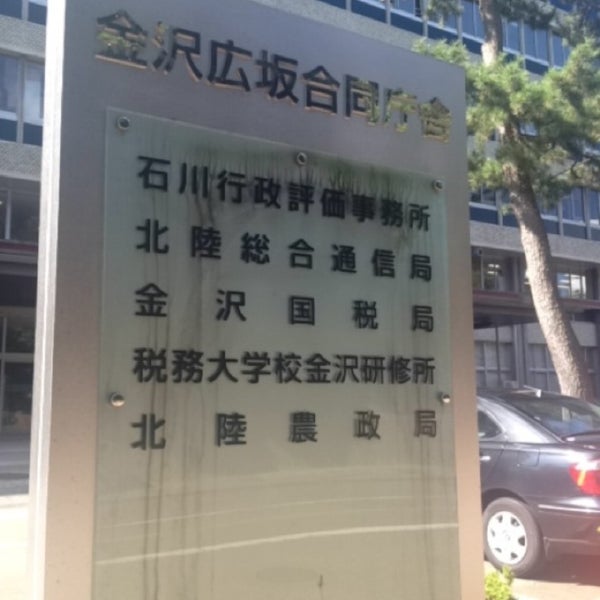 金沢広坂合同庁舎
石川行政評価事務所
北陸総合通信局
金沢国税局
税務大学校金沢研修所
北陸農政局